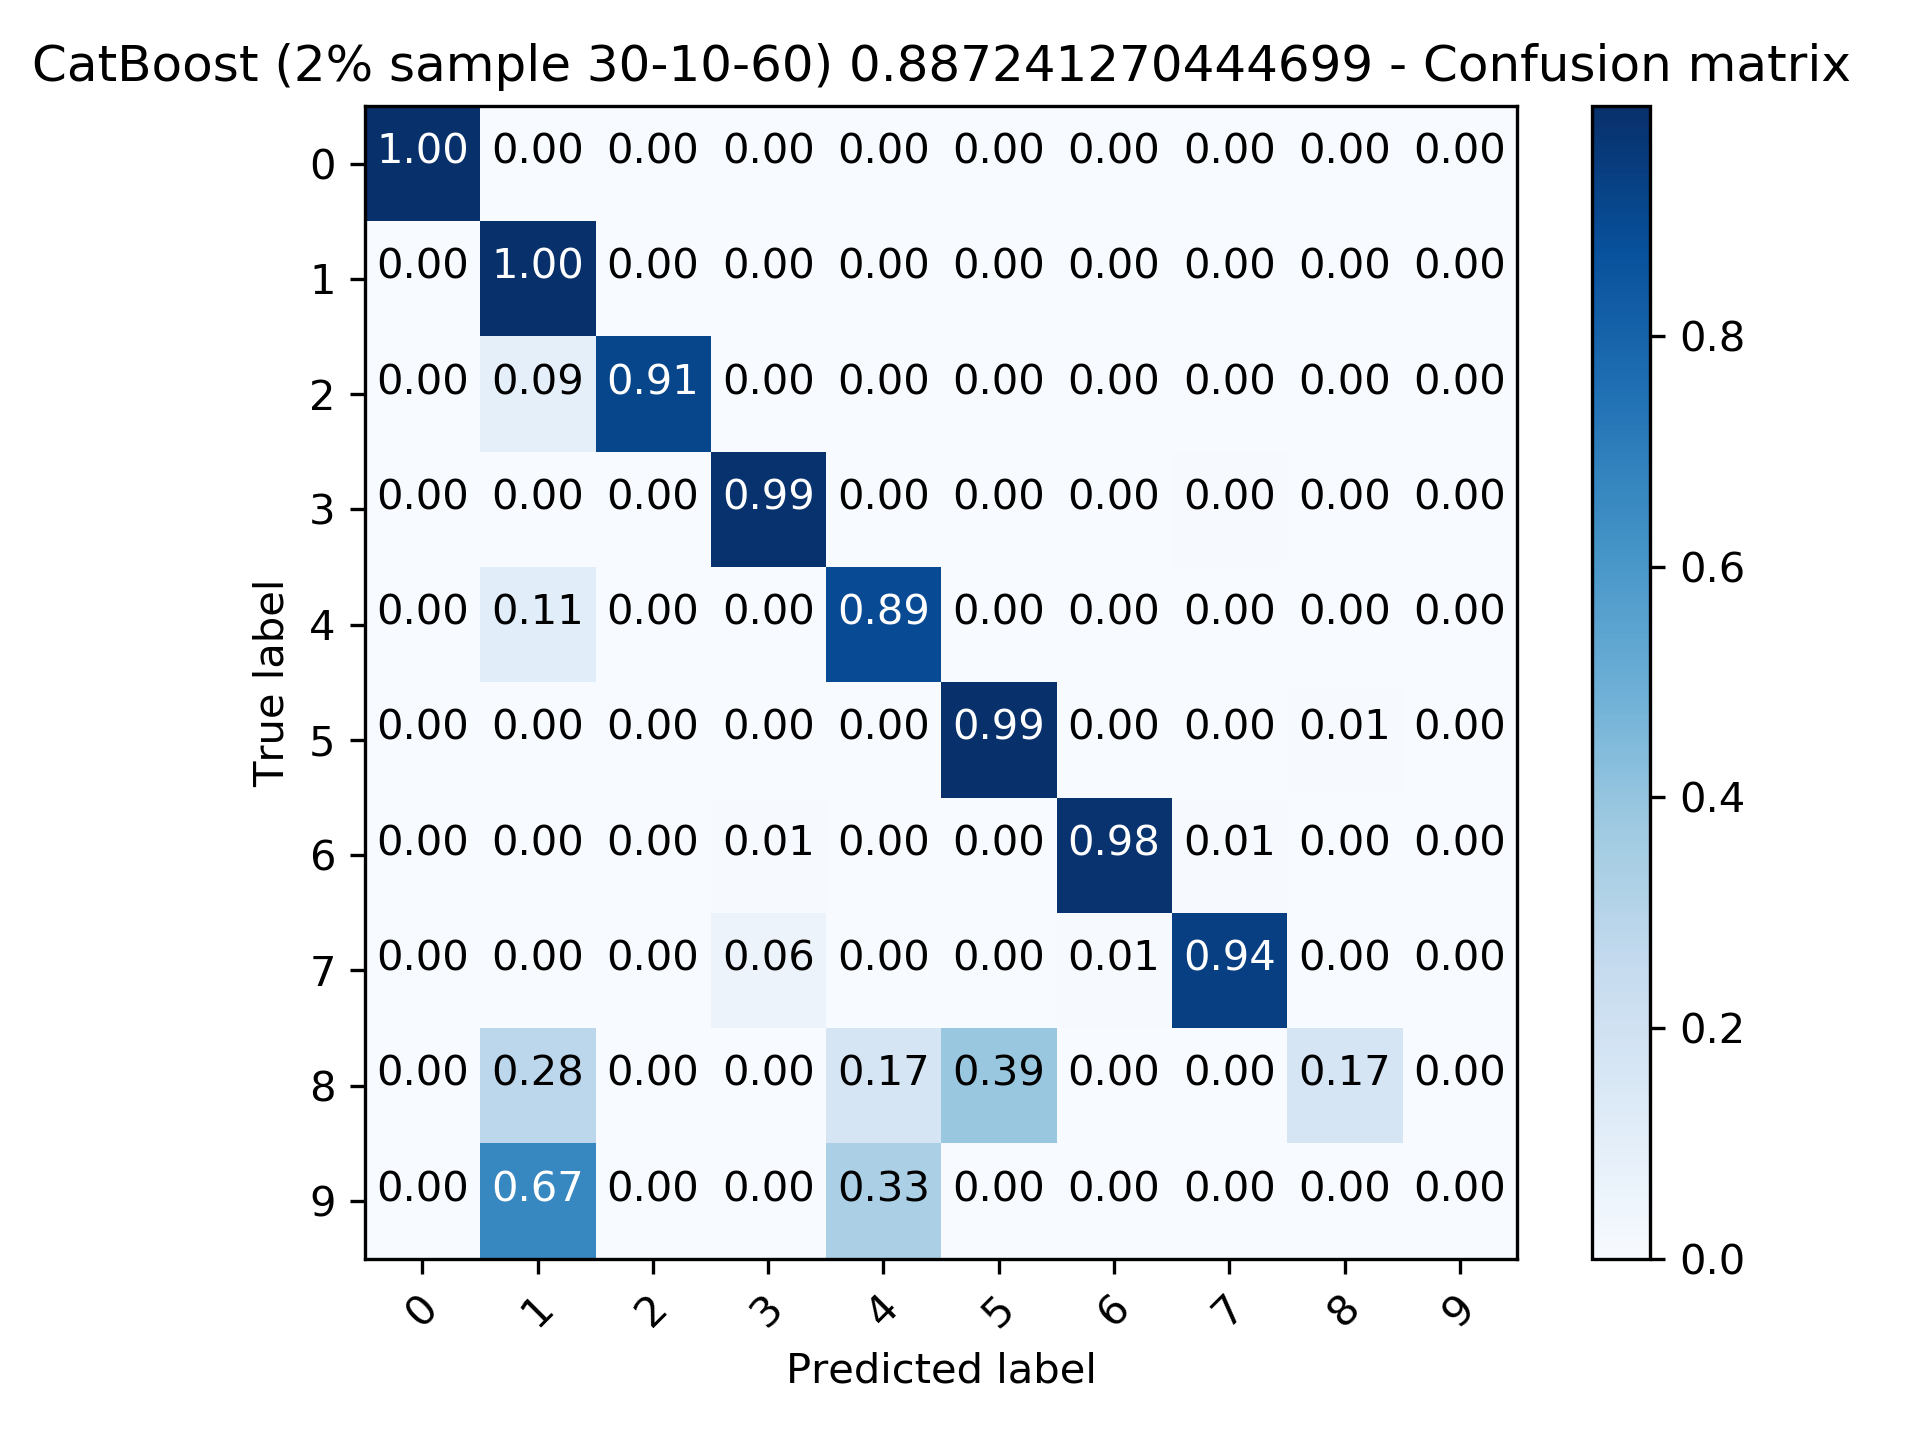 CatBoost (2% sample 30-10-60) 0.887241270444699 - Confusion matrix
0 1.00 0.00 0.00 0.00 0.00 0.00 0.00 0.00 0.00 0.00
1 0.00 1.00 0.00 0.00 0.00 0.00 0.00 0.00 0.00 0.00
2 0.00 0.09 0.91 0.00 0.00 0.00 0.00 0.00 0.00 0.00
3 0.00 0.00 0.00 0.99 0.00 0.00 0.00 0.00 0.00 0.00
4 0.00 0.11 0.00 0.00 0.89 0.00 0.00 0.00 0.00 0.00
5 0.00 0.00 0.00 0.00 0.00 0.99 0.00 0.00 0.01 0.00
6 0.00 0.00 0.00 0.01 0.00 0.00 0.98 0.01 0.00 0.00
7 0.00 0.00 0.00 0.06 0.00 0.00 0.01 0.94 0.00 0.00
8 0.00 0.28 0.00 0.00 0.17 0.39 0.00 0.00 0.17 0.00
9 0.00 0.67 0.00 0.00 0.33 0.00 0.00 0.00 0.00 0.00
0 1 2 3 4 5 6 7 8 9
True label
Predicted label
0.8
0.6
0.4
0.2
0.0